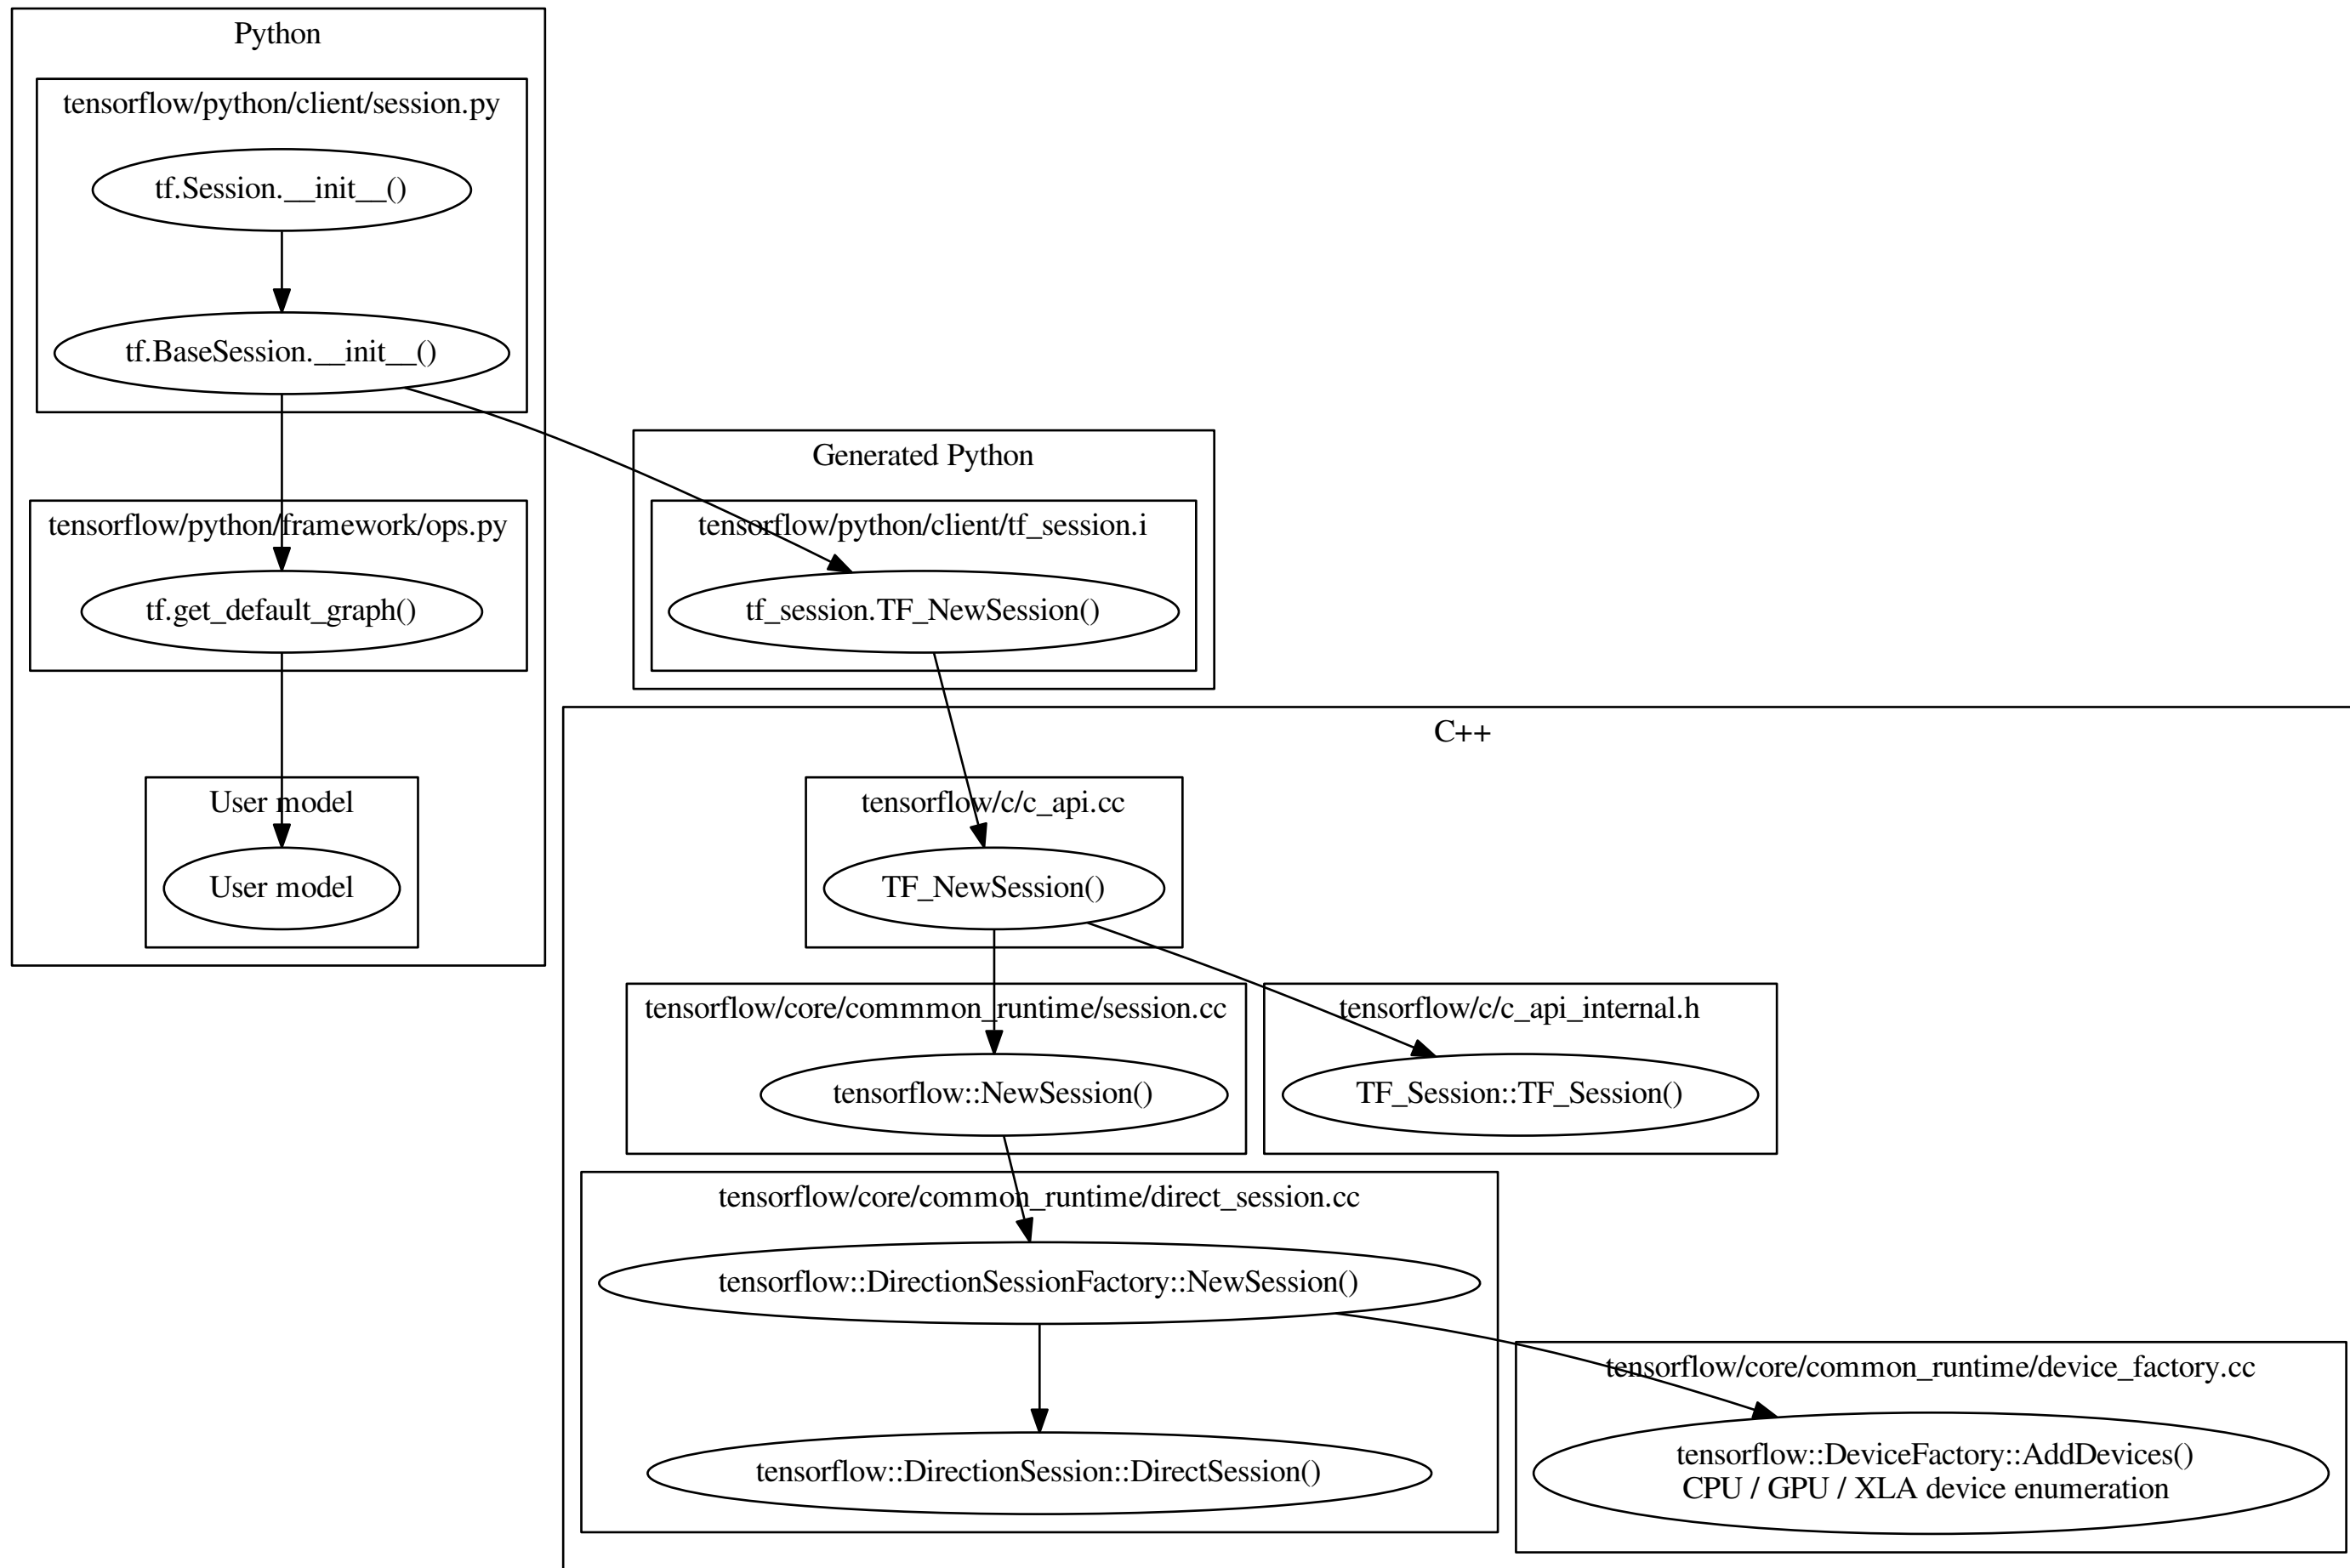 Python
tensorflow/python/client/session.py
tf.Session.__init__()
tf.BaseSession.__init__()
tensorflow/python/framework/ops.py
tf.get_default_graph()
User model
User model
Generated Python
tensorflow/python/client/tf_session.i
tf_session.TF_NewSession()
C++
tensorflow/c/c_api.cc
TF_NewSession()
tensorflow/core/commmon_runtime/session.cc
tensorflow::NewSession()
tensorflow/c/c_api_internal.h
TF_Session::TF_Session()
tensorflow/core/common_runtime/direct_session.cc
tensorflow::DirectionSessionFactory::NewSession()
tensorflow::DirectionSession::DirectSession()
tensorflow/core/common_runtime/device_factory.cc
tensorflow::DeviceFactory::AddDevices()
CPU / GPU / XLA device enumeration